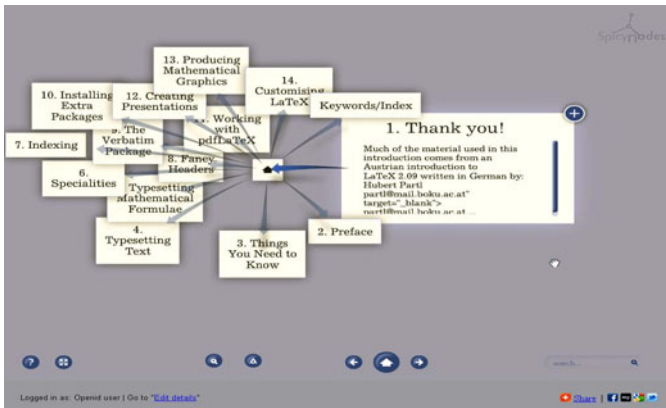 Spicynodes
13. Producing
Mathematical
Graphics
14.
Customising
LaTeX
10. Installing
Extra
Packages
12. Creating
Presentations
Keywords/Index
11. Working
with
pdfLaTeX
9. The
Verbatim
Package
7. Indexing
8. Fancy
Headers
6.
Specialities
Typesetting
Mathematical
Formulae
4.
Typesetting
Text
3. Things
You Need to
Know
2. Preface
1. Thank you!
Much of the material used in this
introduction comes from an
Austrian introduction to
LaTeX 2.09 written in German by:
Hubert Partl
partl@mail.boku.ac.at"
target="_blank">
partl@mail.boku.ac.at ...
search...
Logged in as: Openid user | Go to "Edit details"
Share |